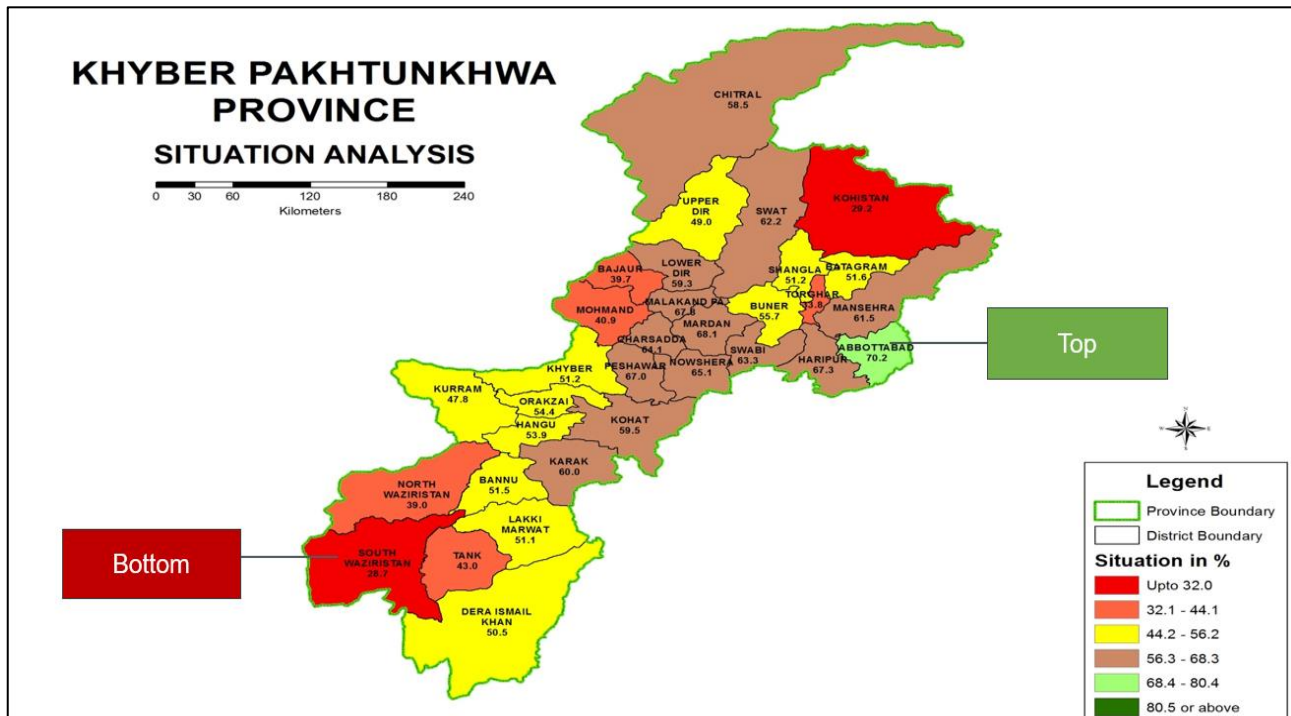 KHYBER PAKHTUNKHWA
PROVINCE
SITUATION ANALYSIS
0 30 60 120 180 240
Kilometers
CHITRAL
58.5
UPPER
DIR
49.0
SWAT
62.2
KOHISTAN
29.2
BAJAUR
39.7
LOWER
DIR
59.3
SHANGLA
51.2
BATAGRAM
51.6
TORGHAR
33.8
MOHMAND
40.9
MALAKAND PA
67.8
BUNER
55.7
MANSEHRA
61.5
MARDAN
68.1
CHARSADDA
64.1
SWABI
63.3
ABBOTTABAD
70.2
Top
KHYBER
51.2
PESHAWAR
67.0
NOWSHERA
65.1
HARIPUR
67.3
KURRAM
47.8
ORAKZAI
54.4
HANGU
53.9
KOHAT
59.5
KARAK
60.0
NORTH
WAZIRISTAN
39.0
BANNU
51.5
LAKKI
MARWAT
51.1
Bottom
SOUTH
WAZIRISTAN
28.7
TANK
43.0
DERA ISMAIL
KHAN
50.5
N
W E
S
Legend
Province Boundary
District Boundary
Situation in %
Upto 32.0
32.1 - 44.1
44.2 - 56.2
56.3 - 68.3
68.4 - 80.4
80.5 or above